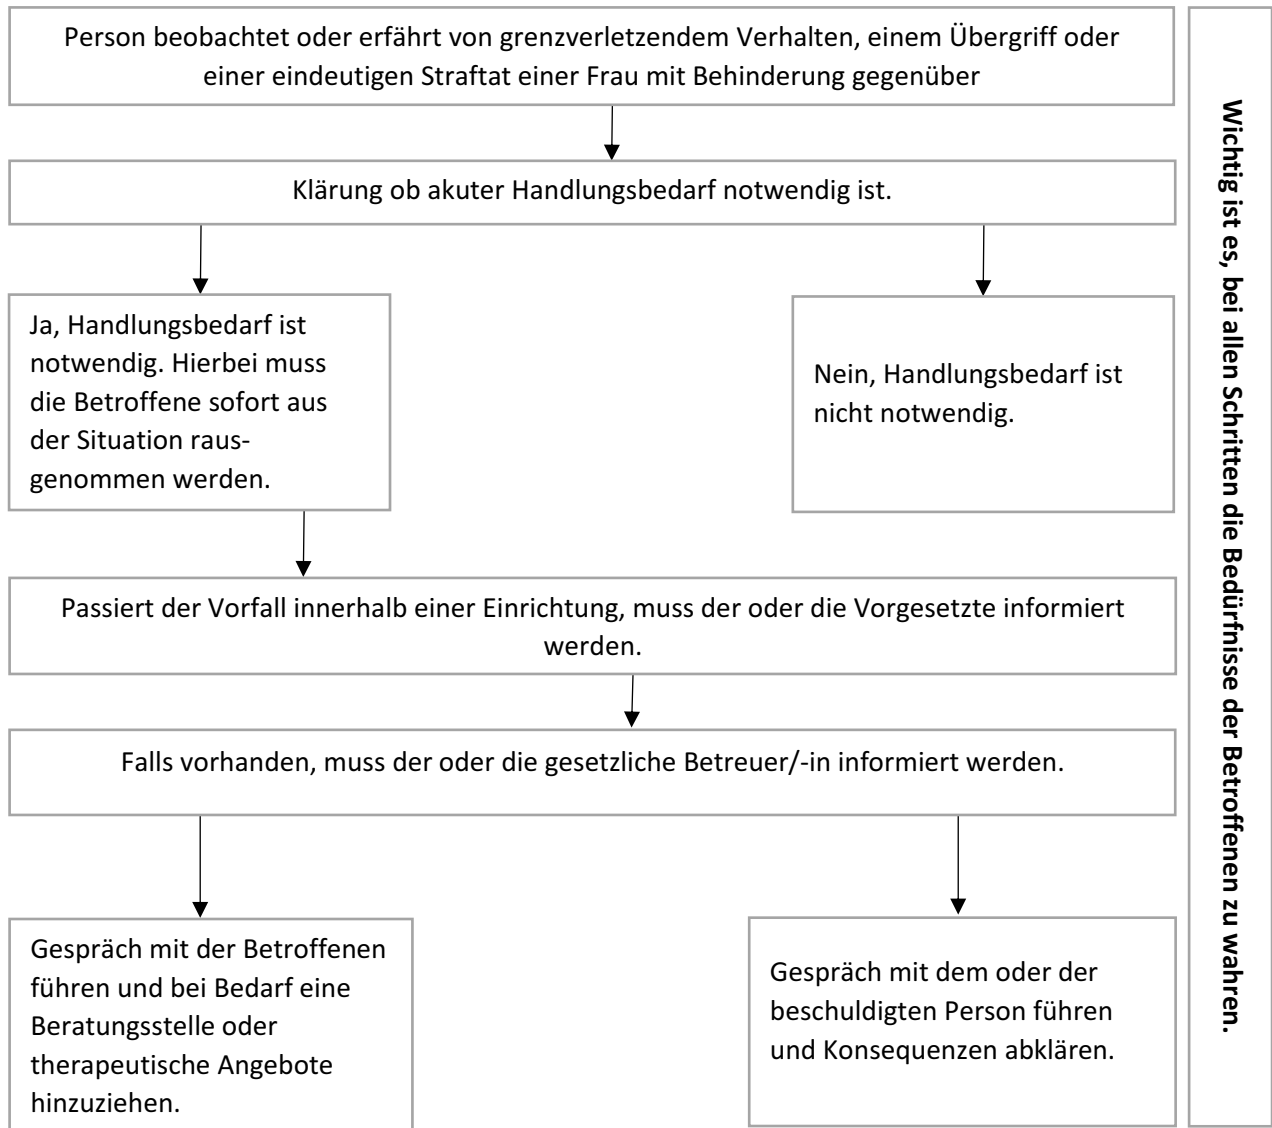 Person beobachtet oder erfährt von grenzverletzendem Verhalten, einem Übergriff oder
einer eindeutigen Straftat einer Frau mit Behinderung gegenüber
Klärung ob akuter Handlungsbedarf notwendig ist.
Ja, Handlungsbedarf ist
notwendig. Hierbei muss
die Betroffene sofort aus
der Situation raus-
genommen werden.
Nein, Handlungsbedarf ist
nicht notwendig.
Passiert der Vorfall innerhalb einer Einrichtung, muss der oder die Vorgesetzte informiert
werden.
Falls vorhanden, muss der oder die gesetzliche Betreuer/-in informiert werden.
Gespräch mit der Betroffenen
führen und bei Bedarf eine
Beratungsstelle oder
therapeutische Angebote
hinzuziehen.
Gespräch mit dem oder der
beschuldigten Person führen
und Konsequenzen abklären.
Wichtig ist es, bei allen Schritten die Bedürfnisse der Betroffenen zu wahren.